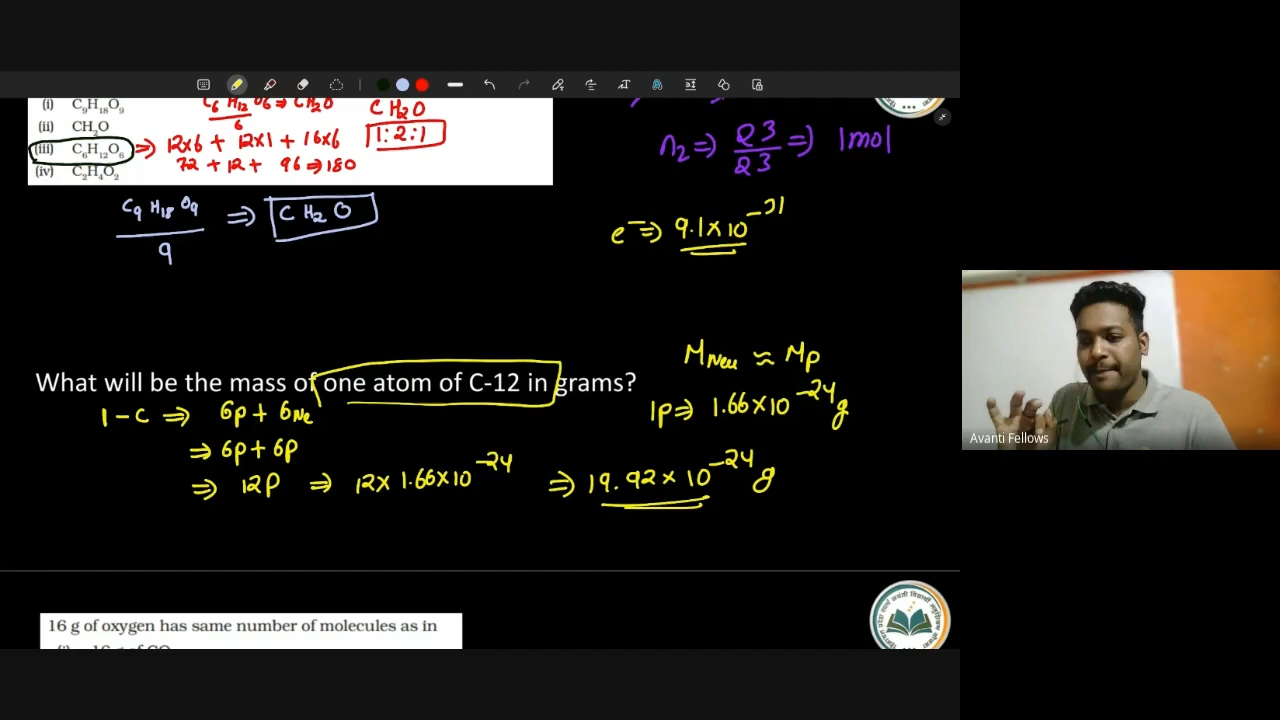 (i) C₉H₁₈O₉
C₆H₁₂O₆ ⇒ CH₂O
6
CH₂O
(ii) CH₂O
1:2:1
(iii) C₆H₁₂O₆ ⇒ 12×6 + 12×1 + 16×6
72 + 12 + 96 ⇒ 180
(iv) C₂H₄O₂
n₂ ⇒ 23/23 ⇒ 1mol
C₉H₁₈O₉ ⇒ CH₂O
9
e⁻ ⇒ 9.1×10⁻³¹
What will be the mass of one atom of C-12 in grams?
M_Neu ≈ M_P
1-C ⇒ 6p + 6Ne
1p ⇒ 1.66×10⁻²⁴g
⇒ 6p + 6p
⇒ 12p ⇒ 12×1.66×10⁻²⁴ ⇒ 19.92×10⁻²⁴g
Avanti Fellows
16 g of oxygen has same number of molecules as in